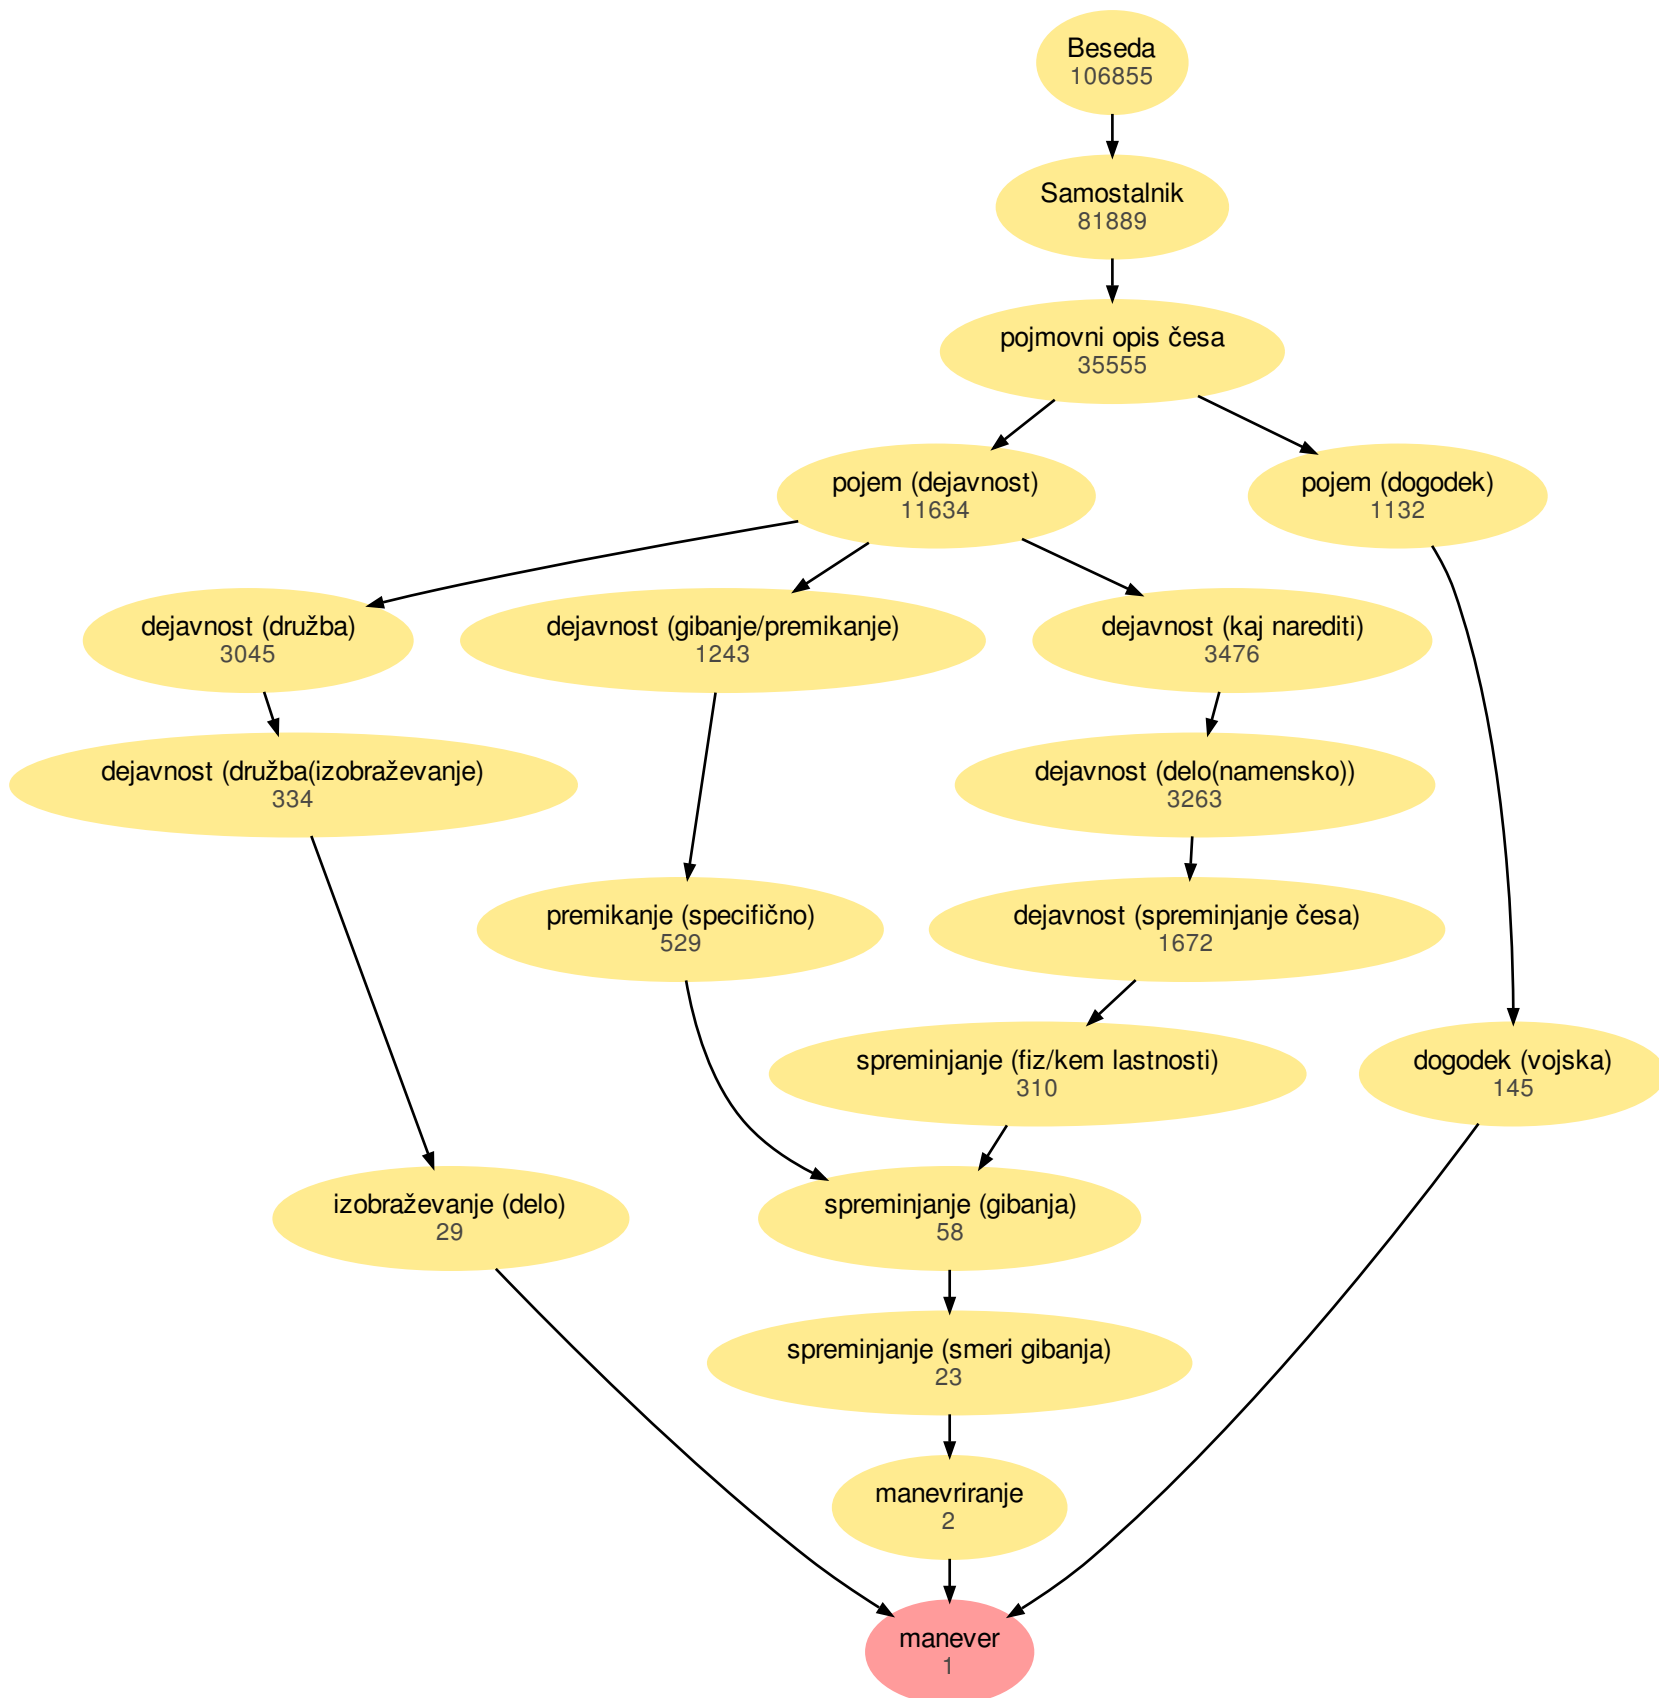 Beseda
106855
Samostalnik
81889
pojmovni opis česa
35555
pojem (dejavnost)
11634
pojem (dogodek)
1132
dejavnost (družba)
3045
dejavnost (gibanje/premikanje)
1243
dejavnost (kaj narediti)
3476
dejavnost (družba(izobraževanje)
334
dejavnost (delo(namensko))
3263
premikanje (specifično)
529
dejavnost (spreminjanje česa)
1672
spreminjanje (fiz/kem lastnosti)
310
dogodek (vojska)
145
izobraževanje (delo)
29
spreminjanje (gibanja)
58
spreminjanje (smeri gibanja)
23
manevriranje
2
manever
1